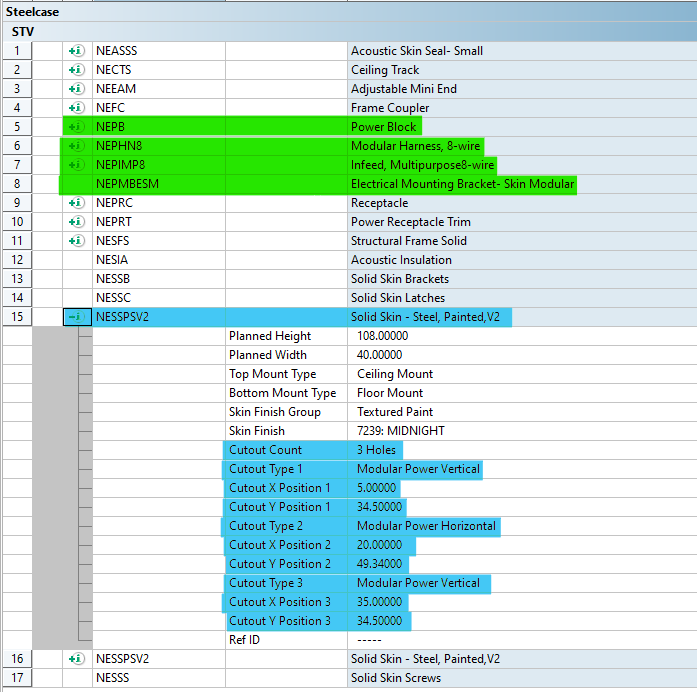 Steelcase
STV
1 NEASSS Acoustic Skin Seal- Small
2 NECTS Ceiling Track
3 NEEAM Adjustable Mini End
4 NEFC Frame Coupler
5 NEPB Power Block
6 NEPHN8 Modular Harness, 8-wire
7 NEPIMP8 Infeed, Multipurpose8-wire
8 NEPMBESM Electrical Mounting Bracket- Skin Modular
9 NEPRC Receptacle
10 NEPRT Power Receptacle Trim
11 NESFS Structural Frame Solid
12 NESIA Acoustic Insulation
13 NESSB Solid Skin Brackets
14 NESSC Solid Skin Latches
15 NESSPSV2 Solid Skin - Steel, Painted,V2
Planned Height 108.00000
Planned Width 40.00000
Top Mount Type Ceiling Mount
Bottom Mount Type Floor Mount
Skin Finish Group Textured Paint
Skin Finish 7239: MIDNIGHT
Cutout Count 3 Holes
Cutout Type 1 Modular Power Vertical
Cutout X Position 1 5.00000
Cutout Y Position 1 34.50000
Cutout Type 2 Modular Power Horizontal
Cutout X Position 2 20.00000
Cutout Y Position 2 49.34000
Cutout Type 3 Modular Power Vertical
Cutout X Position 3 35.00000
Cutout Y Position 3 34.50000
Ref ID -----
16 NESSPSV2 Solid Skin - Steel, Painted,V2
17 NESSS Solid Skin Screws